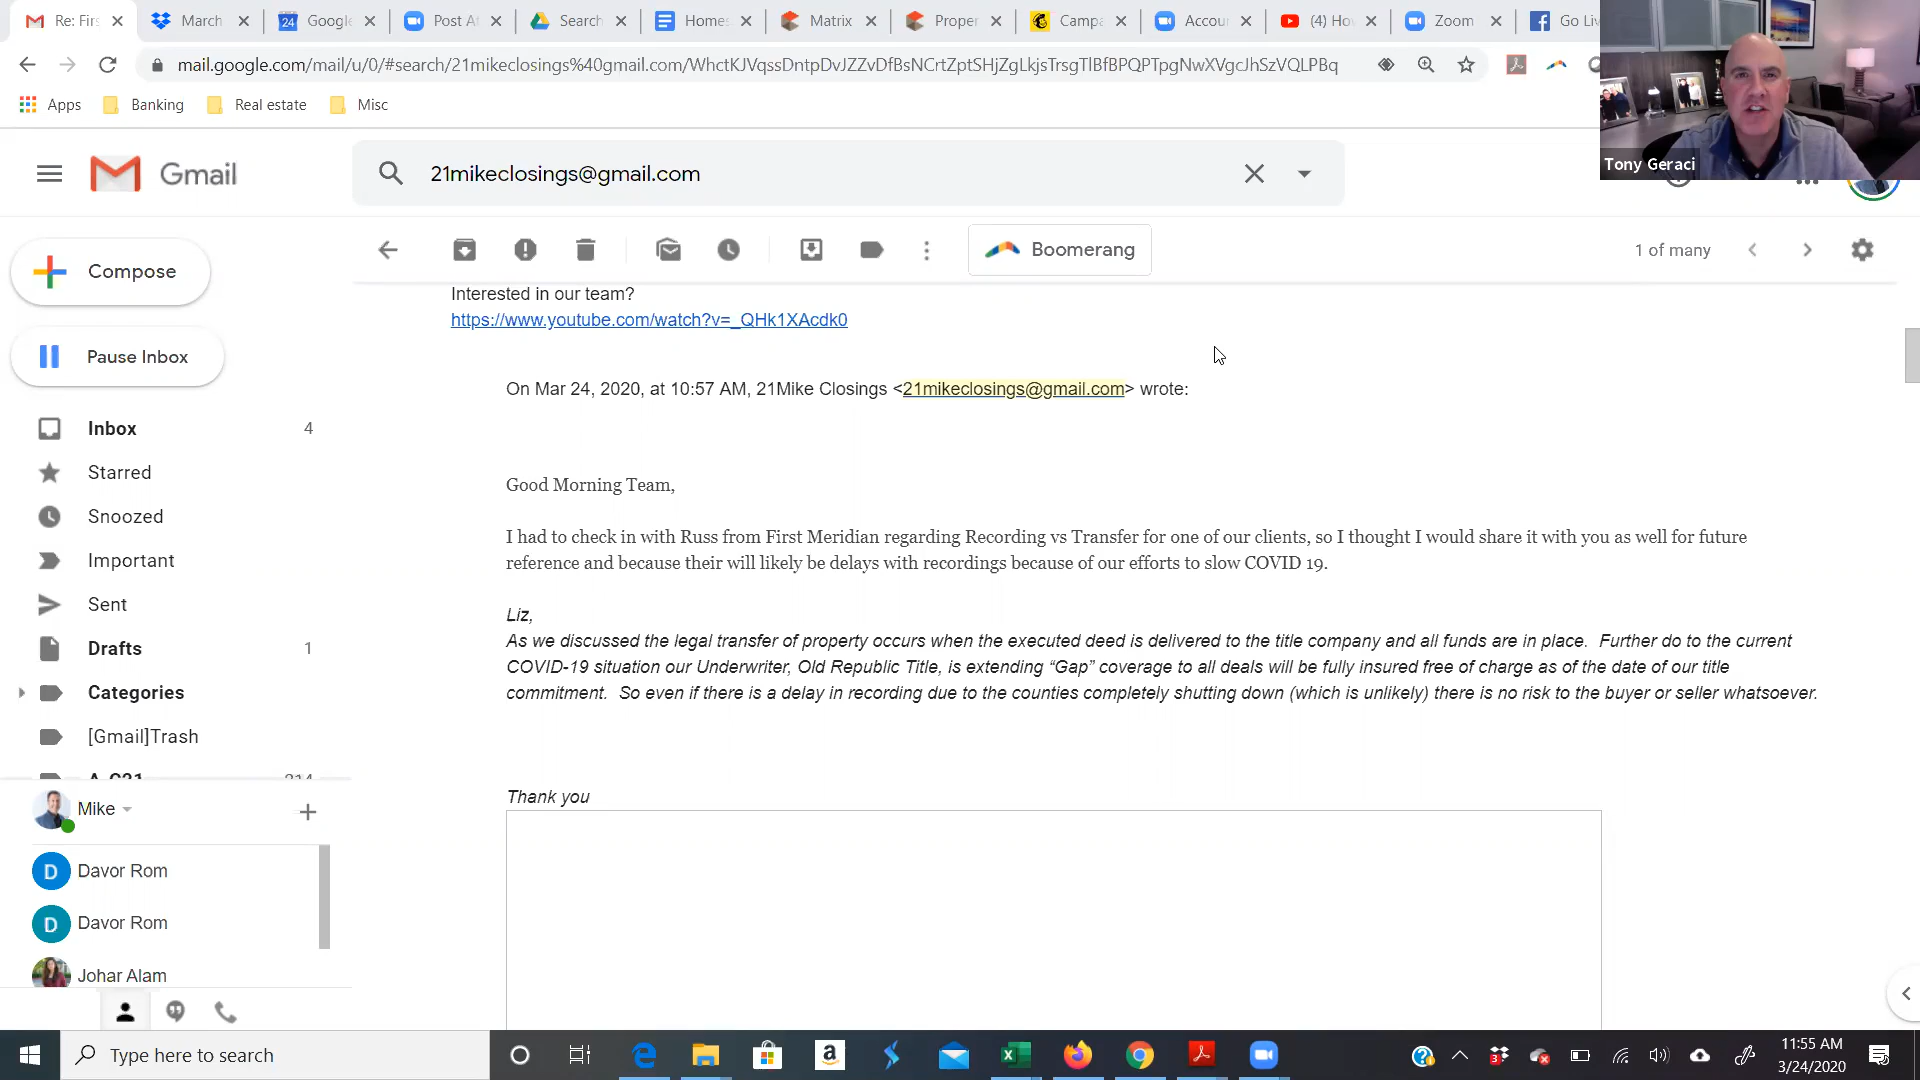 Re: Firs
March
24
Google
Post At
Search
Homes
Matrix
Proper
Campa
Accou
(4) Ho
Zoom
Go Liv
mail.google.com/mail/u/0/#search/21mikeclosings%40gmail.com/WhctKJVqssDntpDvJZZvDfBsNCrtZptSHjZgLkjsTrsgTlBfBPQPTpgNwXVgcJhSzVQLPBq
Apps
Banking
Real estate
Misc
Tony Geraci
Gmail
21mikeclosings@gmail.com
Boomerang
1 of many
Compose
Pause Inbox
Inbox 4
Starred
Snoozed
Important
Sent
Drafts 1
Categories
[Gmail]Trash
Mike
D Davor Rom
D Davor Rom
Johar Alam
Interested in our team?
https://www.youtube.com/watch?v=_QHk1XAcdk0
On Mar 24, 2020, at 10:57 AM, 21Mike Closings <21mikeclosings@gmail.com> wrote:
Good Morning Team,
I had to check in with Russ from First Meridian regarding Recording vs Transfer for one of our clients, so I thought I would share it with you as well for future
reference and because their will likely be delays with recordings because of our efforts to slow COVID 19.
Liz,
As we discussed the legal transfer of property occurs when the executed deed is delivered to the title company and all funds are in place.  Further do to the current
COVID-19 situation our Underwriter, Old Republic Title, is extending “Gap” coverage to all deals will be fully insured free of charge as of the date of our title
commitment.  So even if there is a delay in recording due to the counties completely shutting down (which is unlikely) there is no risk to the buyer or seller whatsoever.
Thank you
Type here to search
11:55 AM
3/24/2020